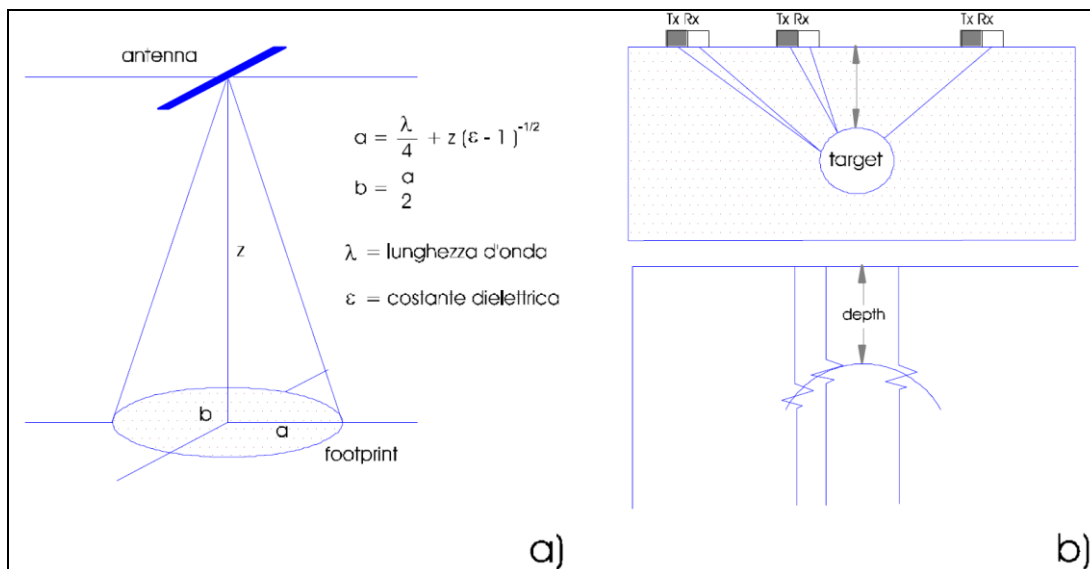 antenna
a = λ/4 + z (ε - 1)^-1/2
b = a/2
z
λ = lunghezza d'onda
ε = costante dielettrica
b
a
footprint
a)
Tx Rx
Tx Rx
Tx Rx
target
depth
b)